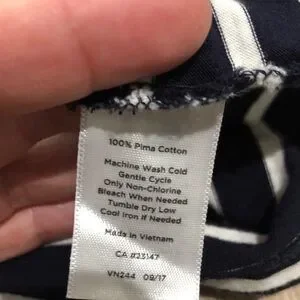 100% Pima Cotton
Machine Wash Cold
Gentle Cycle
Only Non-Chlorine
Bleach When Needed
Tumble Dry Low
Cool Iron If Needed
Made in Vietnam
CA #23147
VN244 09/17